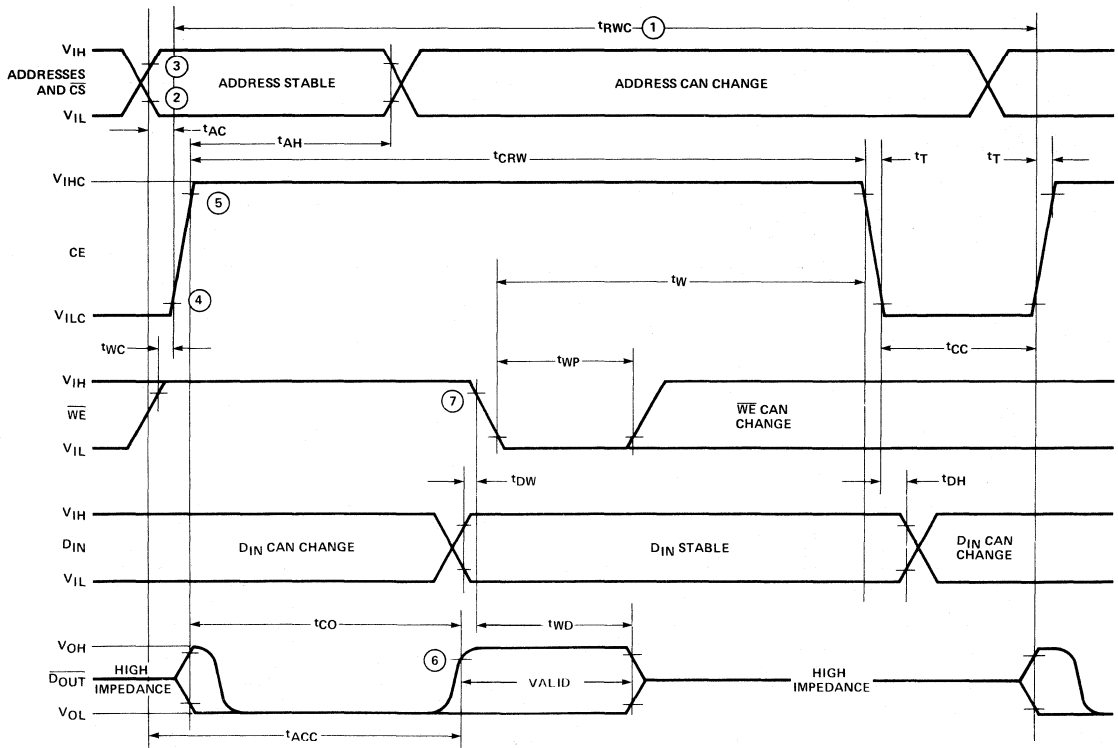 tRWC 1
VIH
ADDRESSES
AND CS
VIL
3
2
ADDRESS STABLE
ADDRESS CAN CHANGE
tAC
tAH
tCRW
tT
tT
VIHC
5
CE
4
VILC
tW
tWC
tWP
tCC
VIH
WE
VIL
7
WE CAN
CHANGE
tDW
tDH
VIH
DIN
VIL
DIN CAN CHANGE
DIN STABLE
DIN CAN
CHANGE
tCO
tWD
VOH
DOUT
VOL
HIGH
IMPEDANCE
6
VALID
HIGH
IMPEDANCE
tACC